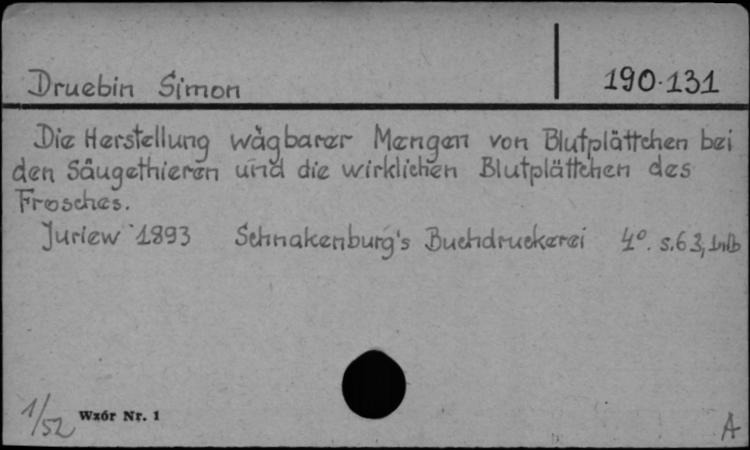 Druebin Simon 190.131
Die Herstellung wägbarer Mengen von Blutplättchen bei
den Säugethieren und die wirklichen Blutplättchen des
Frosches.
Jurjew 1893 Schnakenburg's Buchdruckerei 4°. s.63,
1/52 Wzór Nr. 1 A